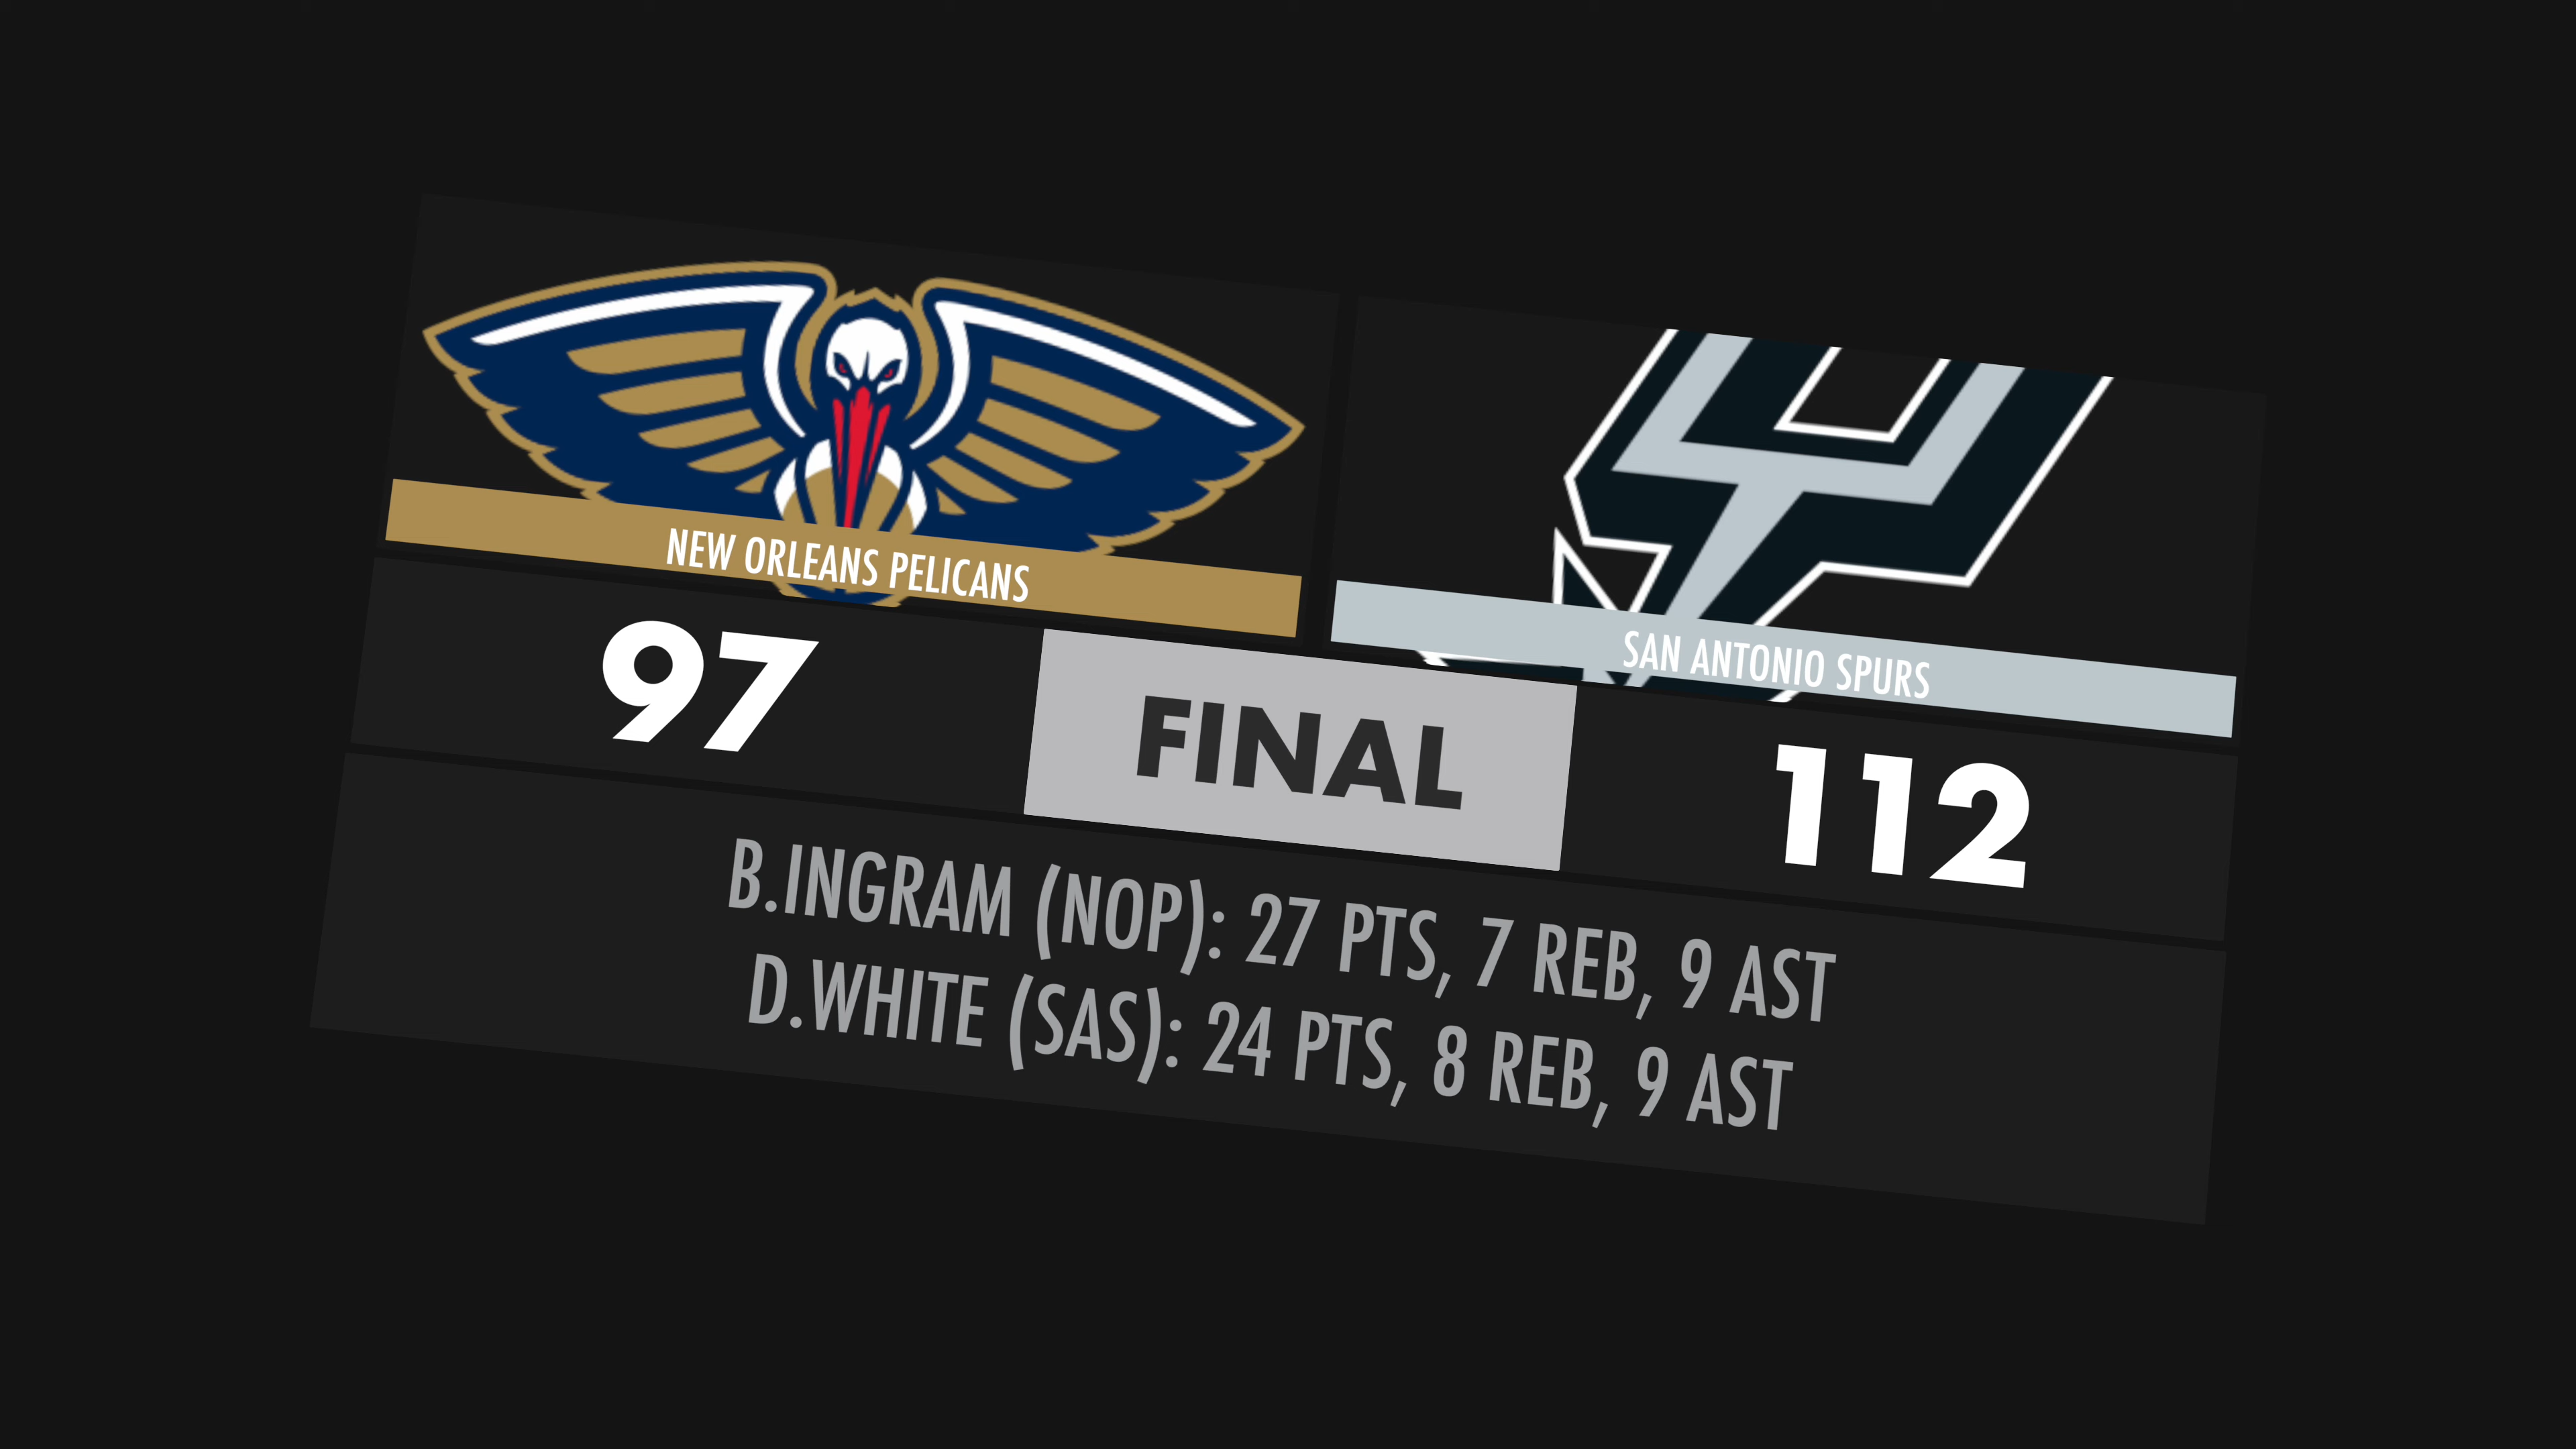 NEW ORLEANS PELICANS
SAN ANTONIO SPURS
97
FINAL
112
B.INGRAM (NOP): 27 PTS, 7 REB, 9 AST
D.WHITE (SAS): 24 PTS, 8 REB, 9 AST